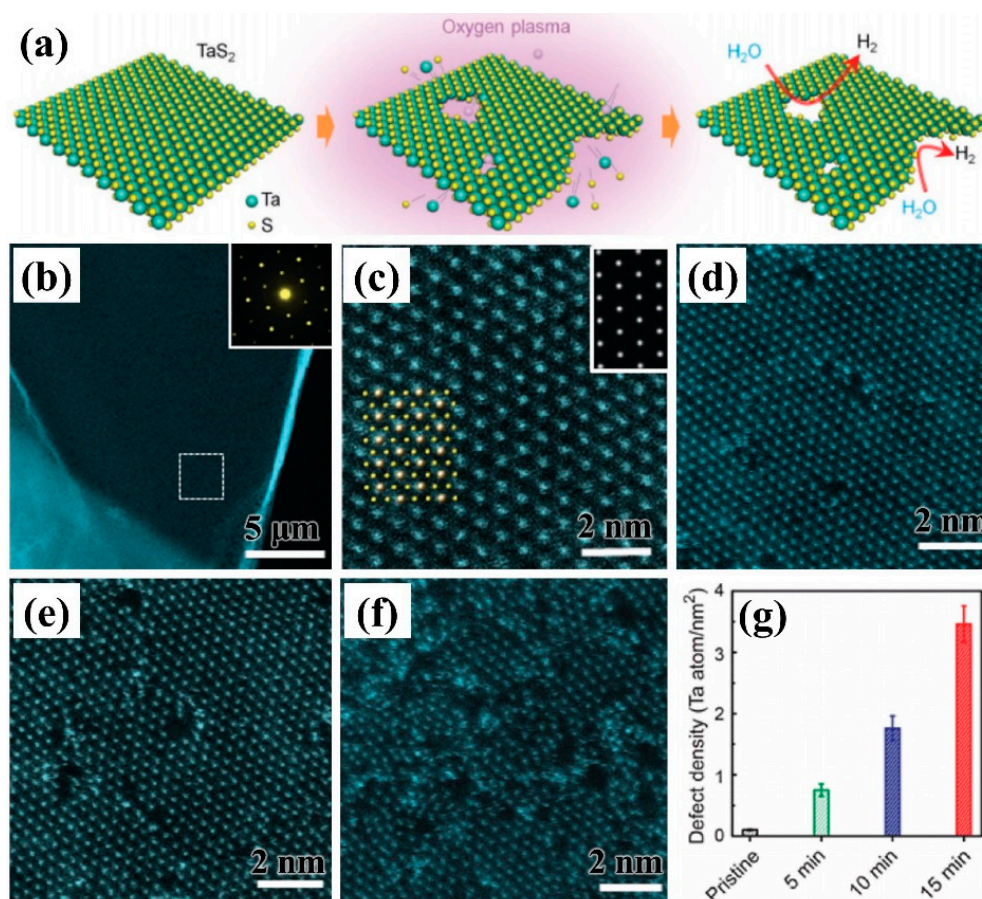 (a)
TaS₂
Oxygen plasma
H₂O
H₂
Ta
S
H₂
H₂O
(b)
5 μm
(c)
2 nm
(d)
2 nm
(e)
2 nm
(f)
2 nm
(g)
Defect density (Ta atom/nm²)
4
3
2
1
0
Pristine
5 min
10 min
15 min